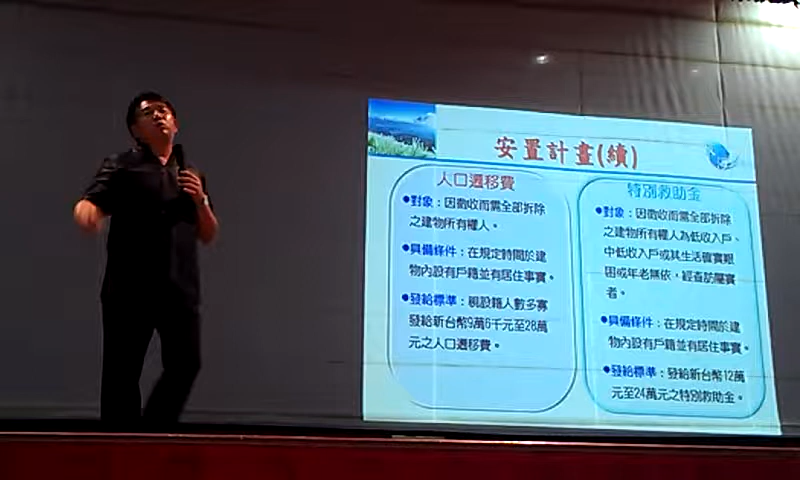 安置計畫(續)
人口遷移費
●對象：因徵收而需全部拆除
之建物所有權人。
●具備條件：在規定時間於建
物內設有戶籍並有居住事實。
●發給標準：視設籍人數多寡
發給新台幣9萬6千元至28萬
元之人口遷移費。
特別救助金
●對象：因徵收而需全部拆除
之建物所有權人為低收入戶、
中低收入戶或其生活確實艱
困或年老無依，經查訪屬實
者。
●具備條件：在規定時間於建
物內設有戶籍並有居住事實。
●發給標準：發給新台幣12萬
元至24萬元之特別救助金。